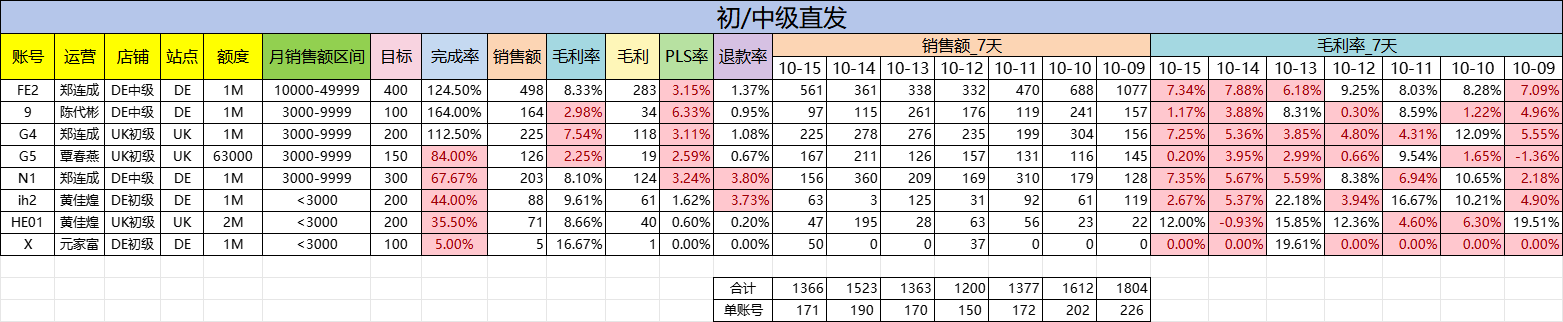 初/中级直发
账号 运营 店铺 站点 额度 月销售额区间 目标 完成率 销售额 毛利率 毛利 PLS率 退款率 销售额_7天 毛利率_7天
10-15 10-14 10-13 10-12 10-11 10-10 10-09 10-15 10-14 10-13 10-12 10-11 10-10 10-09
FE2 郑连成 DE中级 DE 1M 10000-49999 400 124.50% 498 8.33% 283 3.15% 1.37% 561 361 338 332 470 688 1077 7.34% 7.88% 6.18% 9.25% 8.03% 8.28% 7.09%
9 陈代彬 DE中级 DE 1M 3000-9999 100 164.00% 164 2.98% 34 6.33% 0.95% 97 115 261 176 119 241 157 1.17% 3.88% 8.31% 0.30% 8.59% 1.22% 4.96%
G4 郑连成 UK初级 UK 1M 3000-9999 200 112.50% 225 7.54% 118 3.11% 1.08% 225 278 276 235 199 304 156 7.25% 5.36% 3.85% 4.80% 4.31% 12.09% 5.55%
G5 覃春燕 UK初级 UK 63000 3000-9999 150 84.00% 126 2.25% 19 2.59% 0.67% 167 211 126 157 131 116 145 0.20% 3.95% 2.99% 0.66% 9.54% 1.65% -1.36%
N1 郑连成 DE中级 DE 1M 3000-9999 300 67.67% 203 8.10% 124 3.24% 3.80% 156 360 209 169 310 179 128 7.35% 5.67% 5.59% 8.38% 6.94% 10.65% 2.18%
ih2 黄佳煌 DE初级 DE 1M <3000 200 44.00% 88 9.61% 61 1.62% 3.73% 63 3 125 31 92 61 119 2.67% 5.37% 22.18% 3.94% 16.67% 10.21% 4.90%
HE01 黄佳煌 UK初级 UK 2M <3000 200 35.50% 71 8.66% 40 0.60% 0.20% 47 195 28 63 56 23 22 12.00% -0.93% 15.85% 12.36% 4.60% 6.30% 19.51%
X 元家富 DE初级 DE 1M <3000 100 5.00% 5 16.67% 1 0.00% 0.00% 50 0 0 37 0 0 0 0.00% 0.00% 19.61% 0.00% 0.00% 0.00% 0.00%
合计 1366 1523 1363 1200 1377 1612 1804
单账号 171 190 170 150 172 202 226